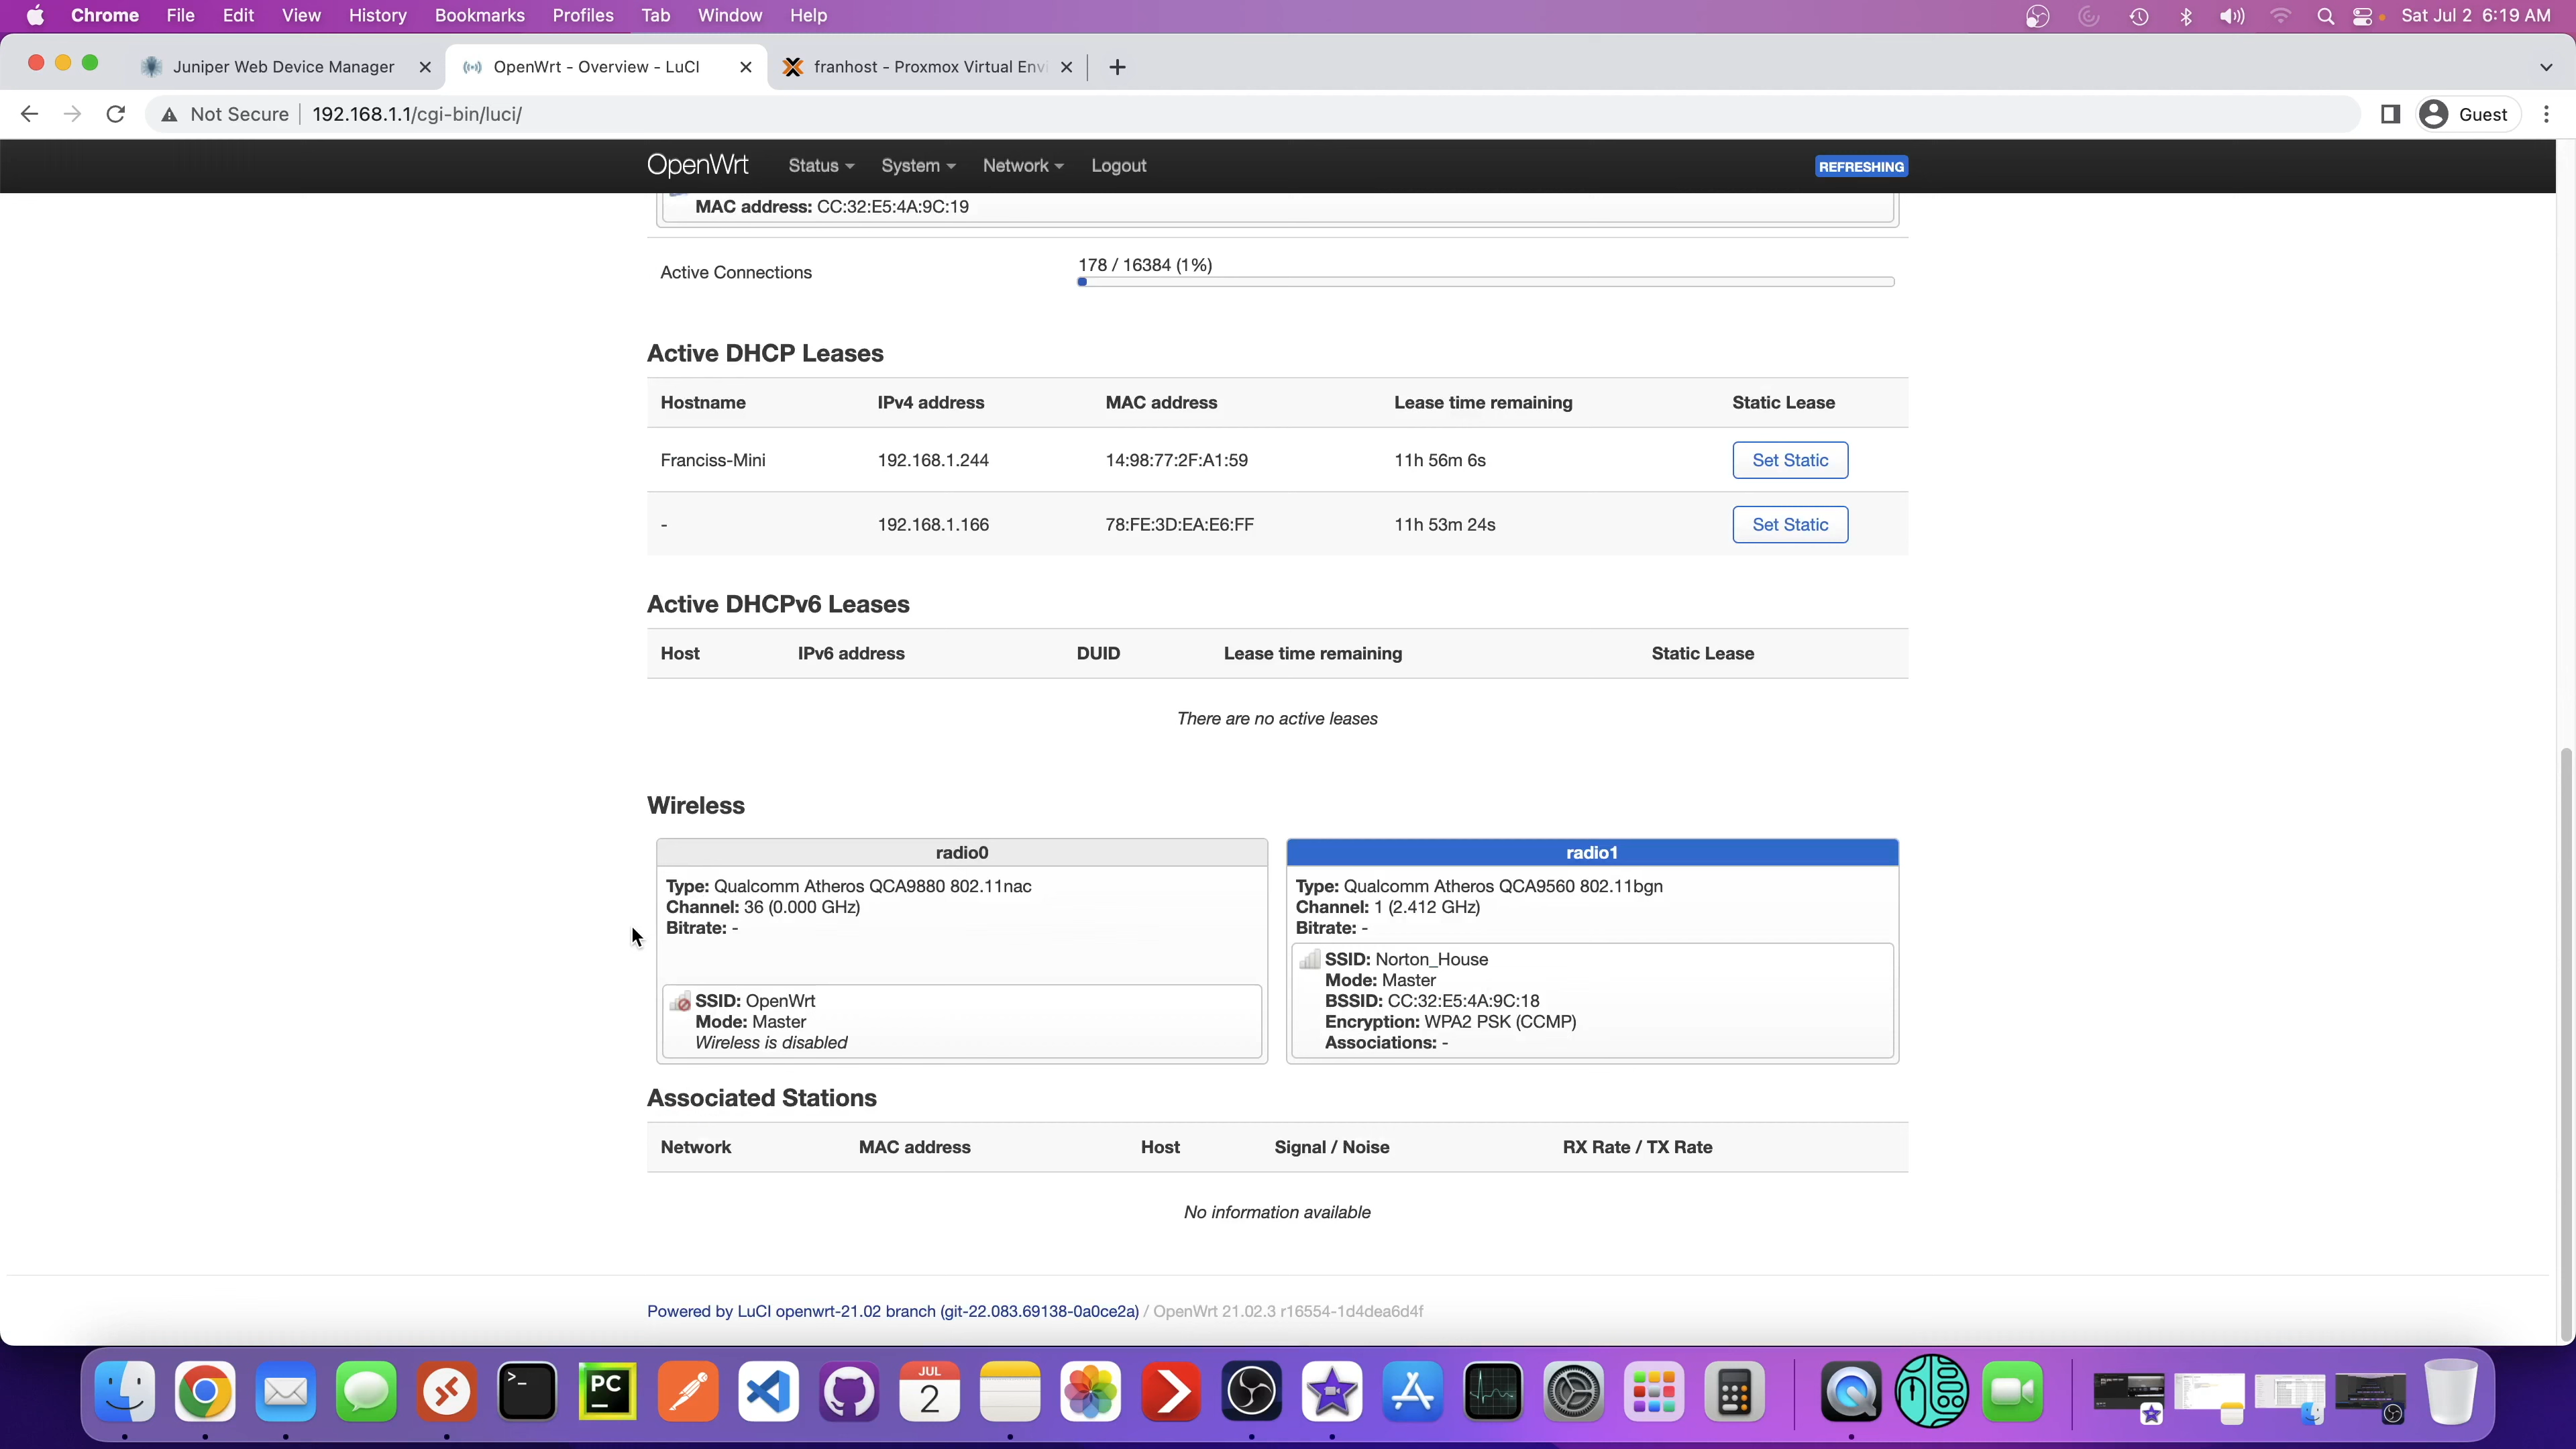 Chrome File Edit View History Bookmarks Profiles Tab Window Help Sat Jul 2 6:19 AM
Juniper Web Device Manager OpenWrt - Overview - LuCI franhost - Proxmox Virtual Env
Not Secure 192.168.1.1/cgi-bin/luci/ Guest
OpenWrt Status System Network Logout REFRESHING
MAC address: CC:32:E5:4A:9C:19
Active Connections 178 / 16384 (1%)
Active DHCP Leases
Hostname IPv4 address MAC address Lease time remaining Static Lease
Franciss-Mini 192.168.1.244 14:98:77:2F:A1:59 11h 56m 6s Set Static
- 192.168.1.166 78:FE:3D:EA:E6:FF 11h 53m 24s Set Static
Active DHCPv6 Leases
Host IPv6 address DUID Lease time remaining Static Lease
There are no active leases
Wireless
radio0
Type: Qualcomm Atheros QCA9880 802.11nac
Channel: 36 (0.000 GHz)
Bitrate: -
SSID: OpenWrt
Mode: Master
Wireless is disabled
radio1
Type: Qualcomm Atheros QCA9560 802.11bgn
Channel: 1 (2.412 GHz)
Bitrate: -
SSID: Norton_House
Mode: Master
BSSID: CC:32:E5:4A:9C:18
Encryption: WPA2 PSK (CCMP)
Associations: -
Associated Stations
Network MAC address Host Signal / Noise RX Rate / TX Rate
No information available
Powered by LuCI openwrt-21.02 branch (git-22.083.69138-0a0ce2a) / OpenWrt 21.02.3 r16554-1d4dea6d4f
PC
JUL
2